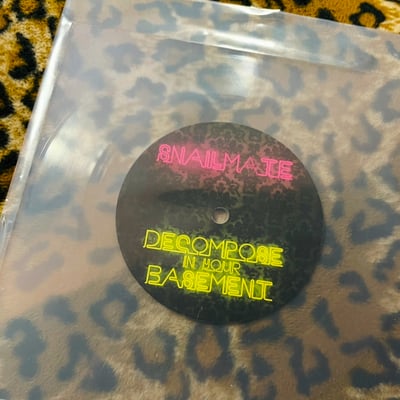 SNAILMATE
DECOMPOSE
IN YOUR
BASEMENT